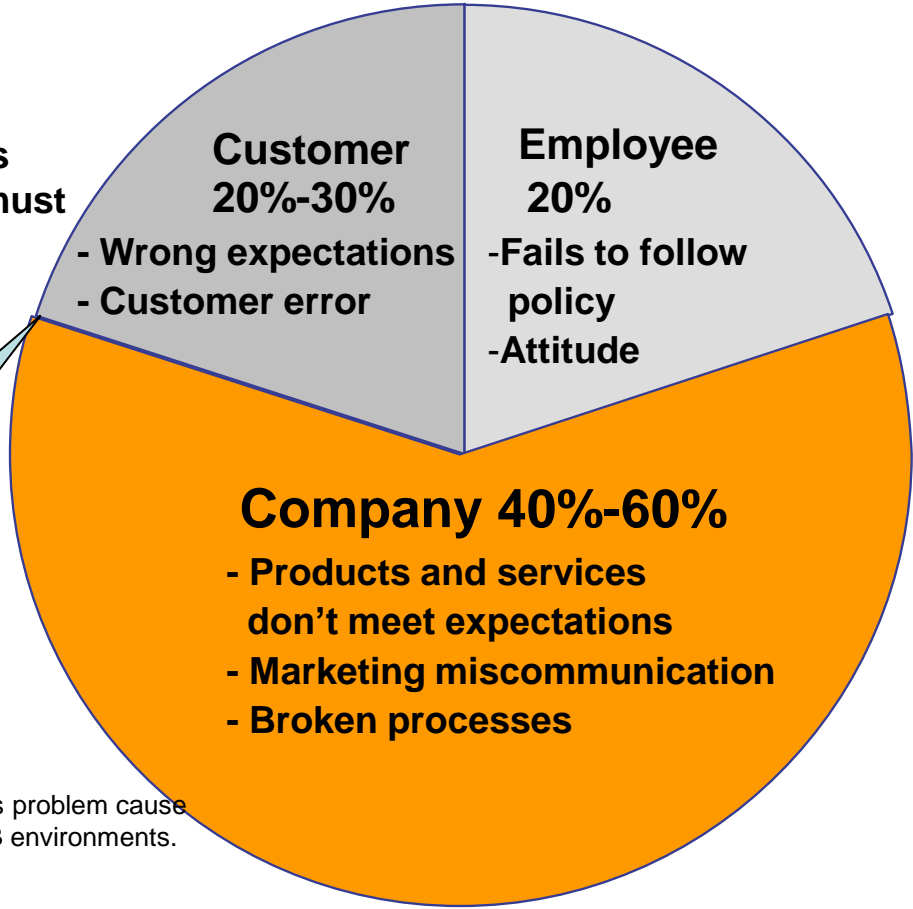 s
must
Customer
20%-30%
- Wrong expectations
- Customer error
Employee
20%
-Fails to follow
policy
-Attitude
Company 40%-60%
- Products and services
don’t meet expectations
- Marketing miscommunication
- Broken processes
s problem cause
B environments.